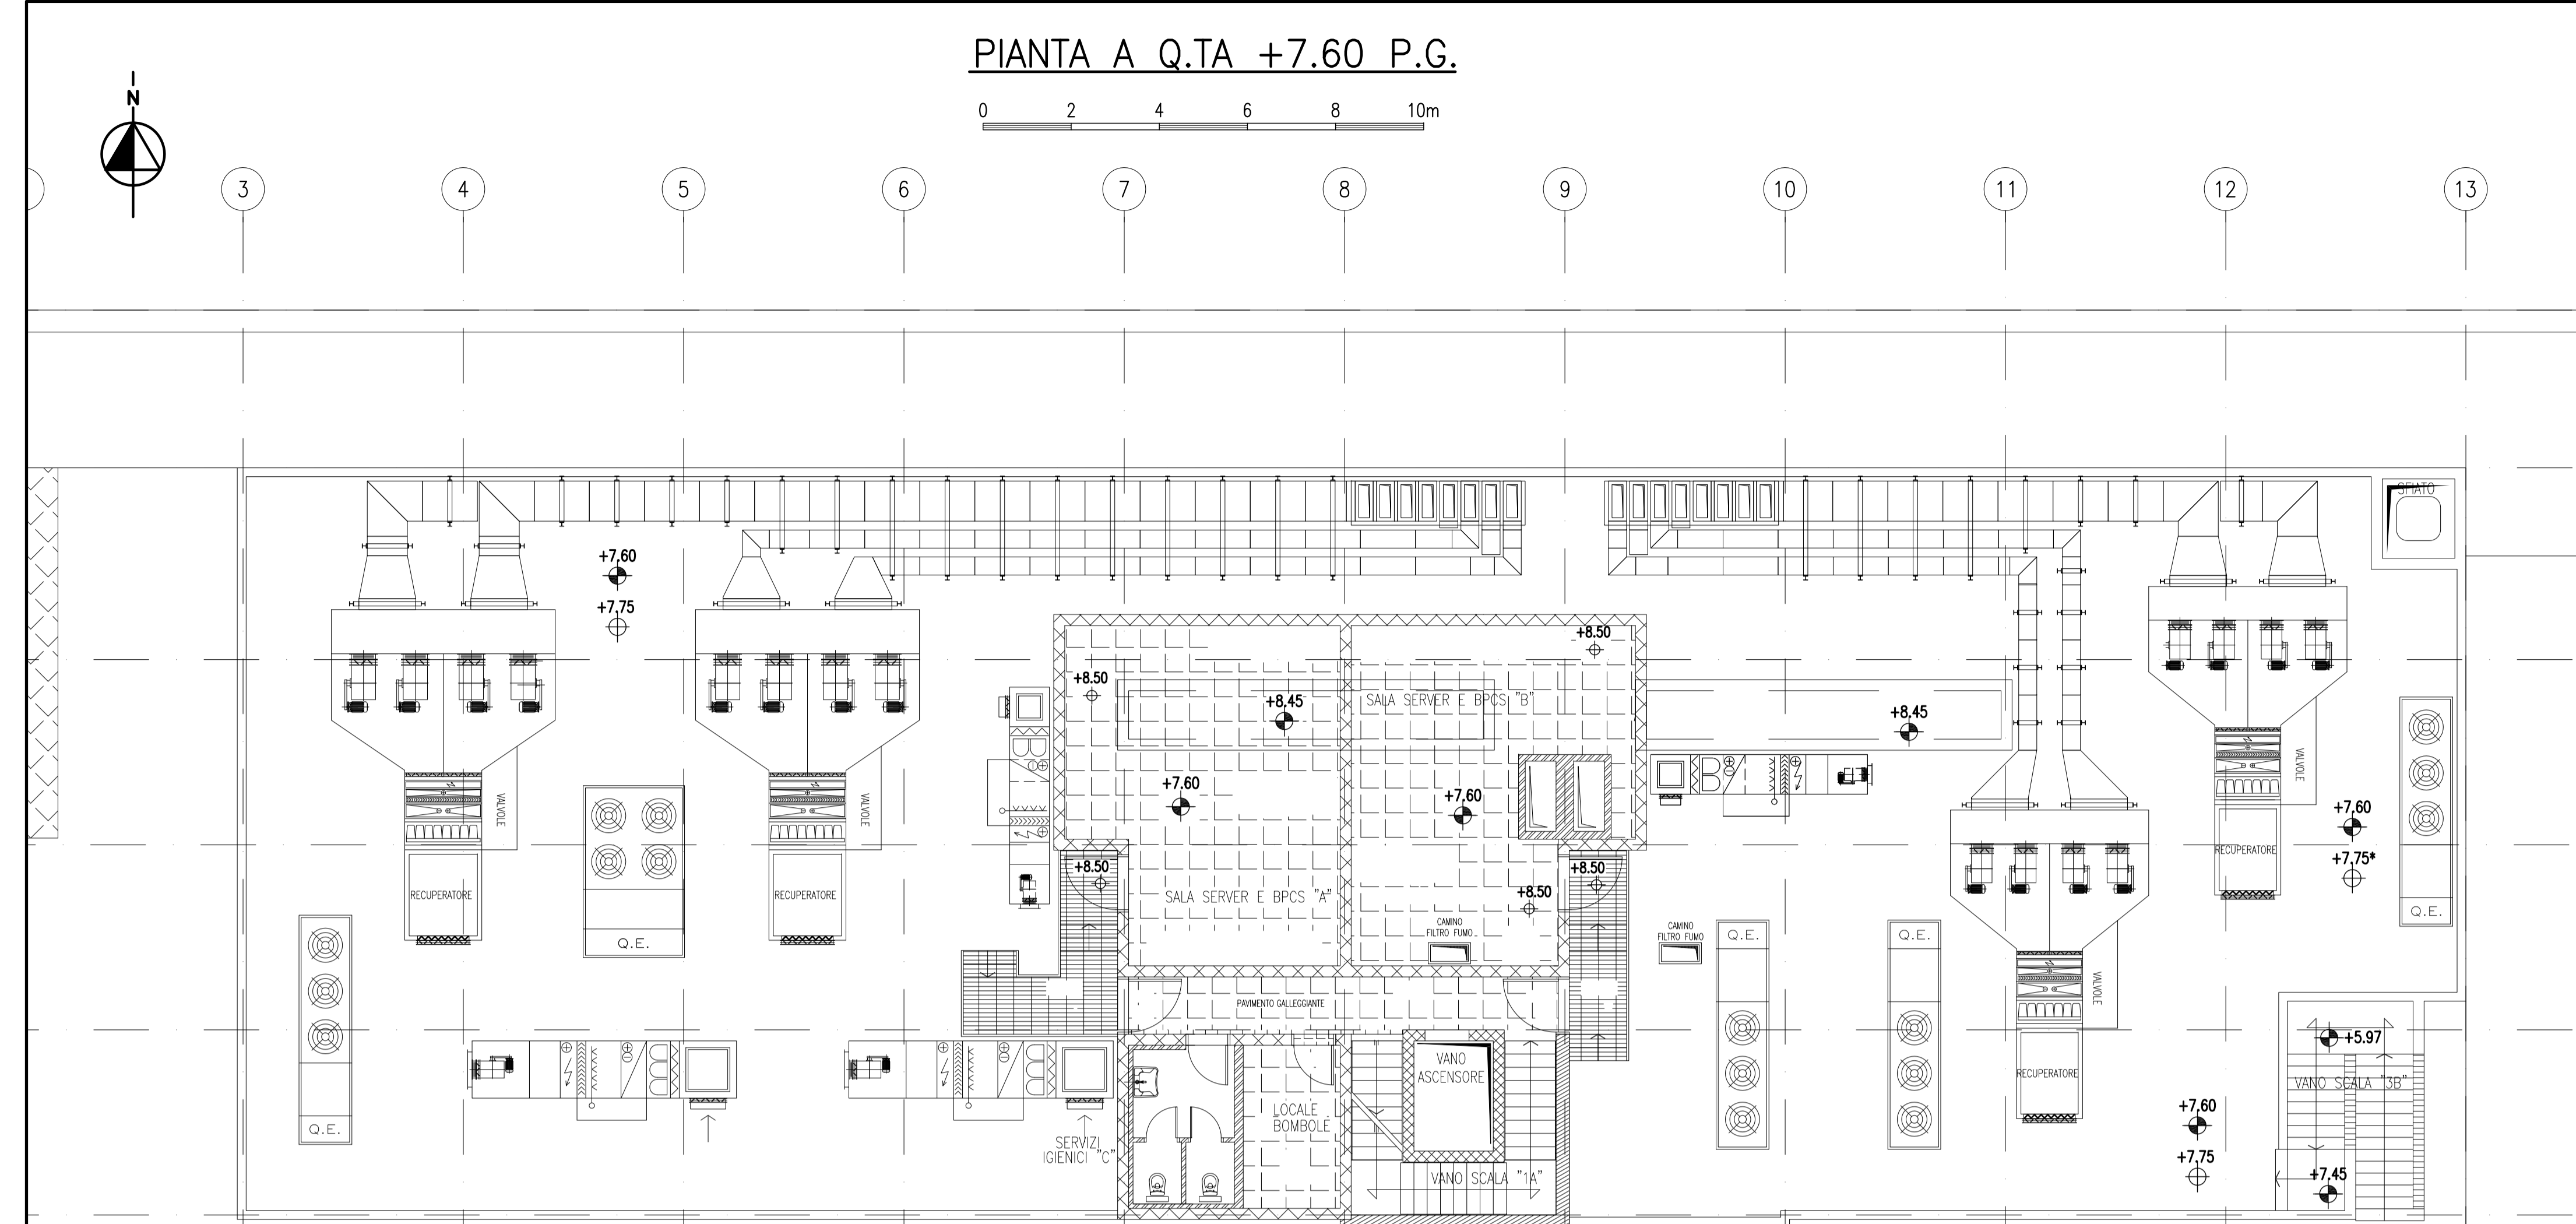 PIANTA A Q.TA +7.60 P.G.
0 2 4 6 8 10m
N
3 4 5 6 7 8 9 10 11 12 13
SFIATO
+7.60
+7.75
+8.50
+8.50
+8.45
SALA SERVER E BPCS "B"
+8.45
+7.60
+7.60
VALVOLE
VALVOLE
VALVOLE
+7.60
+7.75*
RECUPERATORE
RECUPERATORE
RECUPERATORE
+8.50
SALA SERVER E BPCS "A"
+8.50
+8.50
CAMINO
FILTRO FUMO
CAMINO
FILTRO FUMO
Q.E.
Q.E.
Q.E.
Q.E.
VALVOLE
PAVIMENTO GALLEGGIANTE
+5.97
VANO
ASCENSORE
RECUPERATORE
VANO SCALA "3B"
LOCALE
BOMBOLE
+7.60
Q.E.
SERVIZI
IGIENICI "C"
+7.75
VANO SCALA "1A"
+7.45